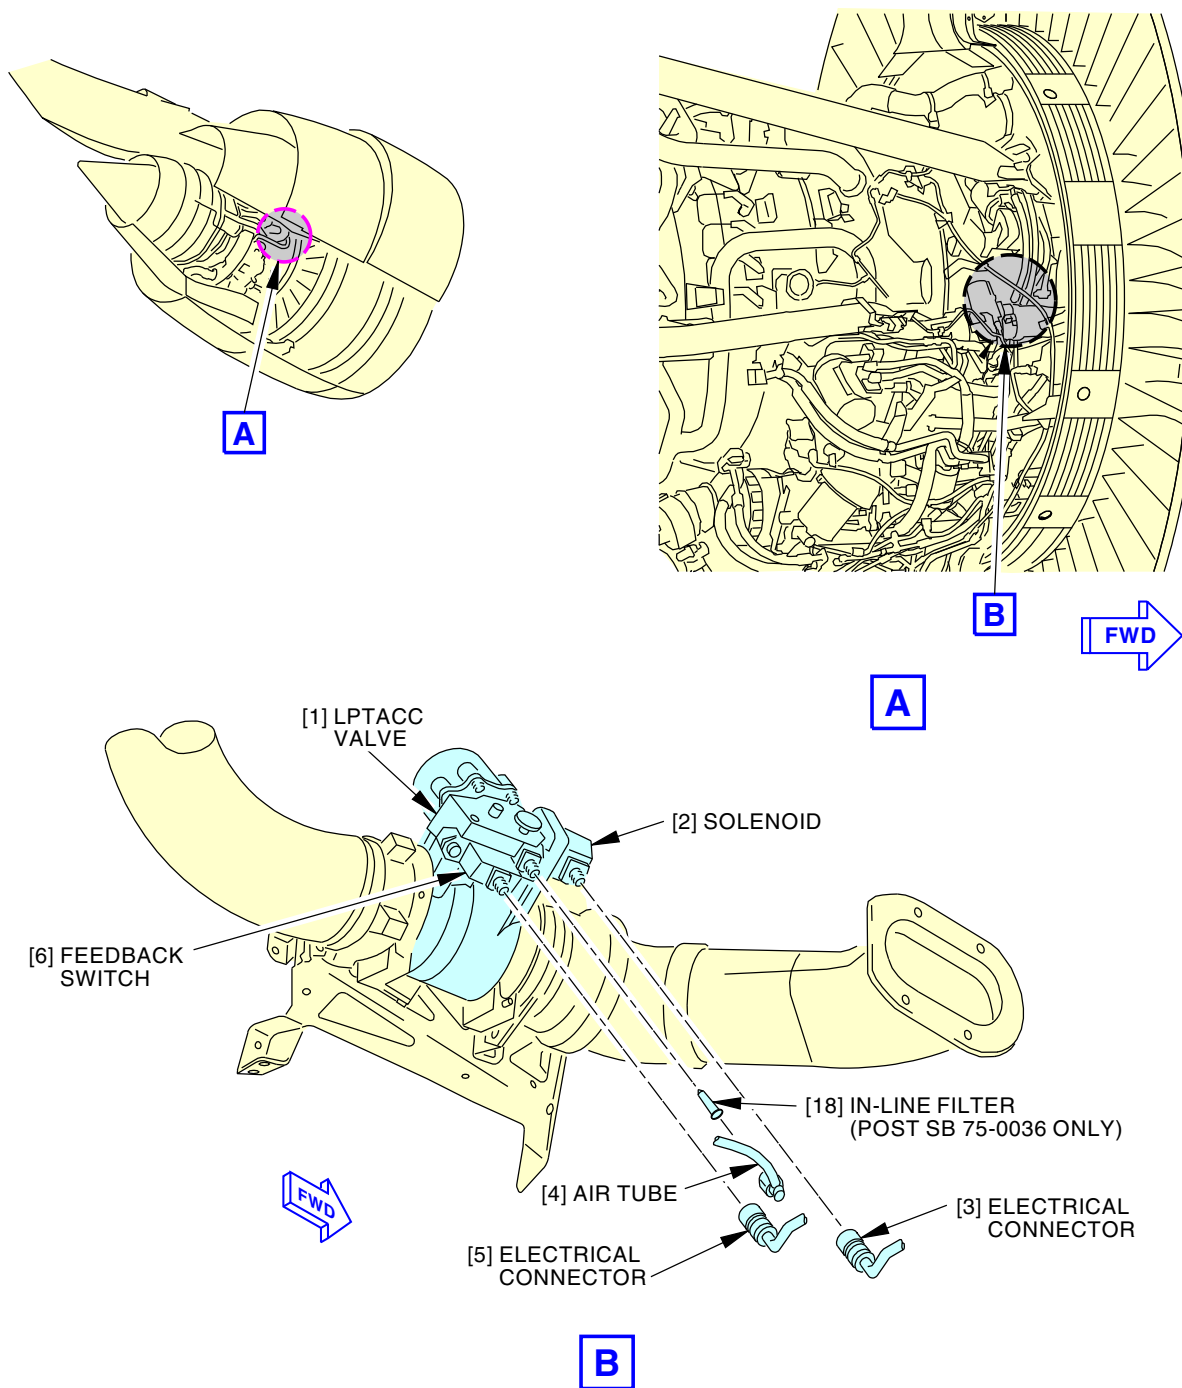 A
B
FWD
A
[1] LPTACC
VALVE
[2] SOLENOID
[6] FEEDBACK
SWITCH
[18] IN-LINE FILTER
(POST SB 75-0036 ONLY)
[4] AIR TUBE
FWD
[3] ELECTRICAL
CONNECTOR
[5] ELECTRICAL
CONNECTOR
B